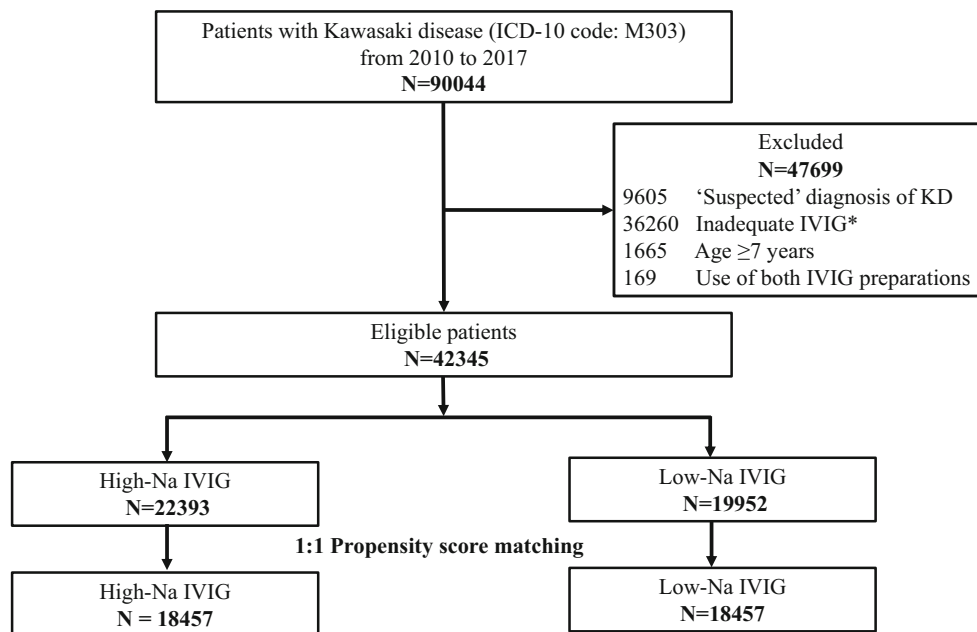 Patients with Kawasaki disease (ICD-10 code: M303)
from 2010 to 2017
N=90044
Excluded
N=47699
9605 ‘Suspected’ diagnosis of KD
36260 Inadequate IVIG*
1665 Age ≥7 years
169 Use of both IVIG preparations
Eligible patients
N=42345
High-Na IVIG
N=22393
Low-Na IVIG
N=19952
1:1 Propensity score matching
High-Na IVIG
N = 18457
Low-Na IVIG
N=18457